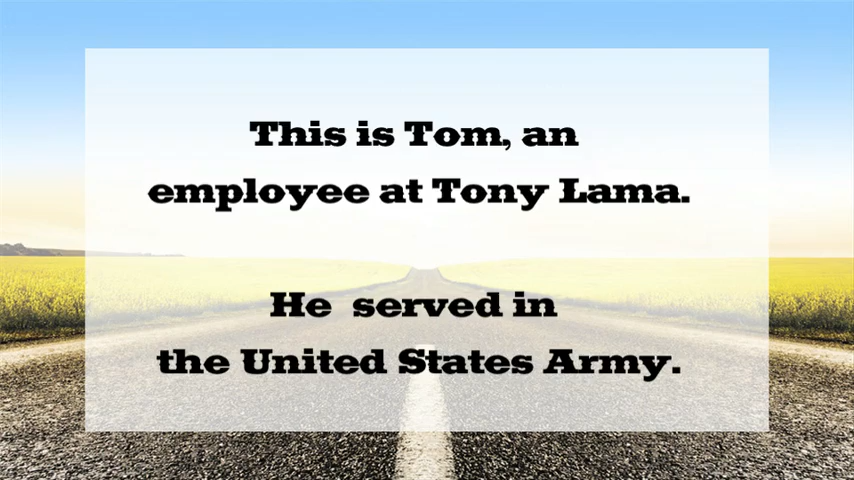 This is Tom, an
employee at Tony Lama.
He served in
the United States Army.